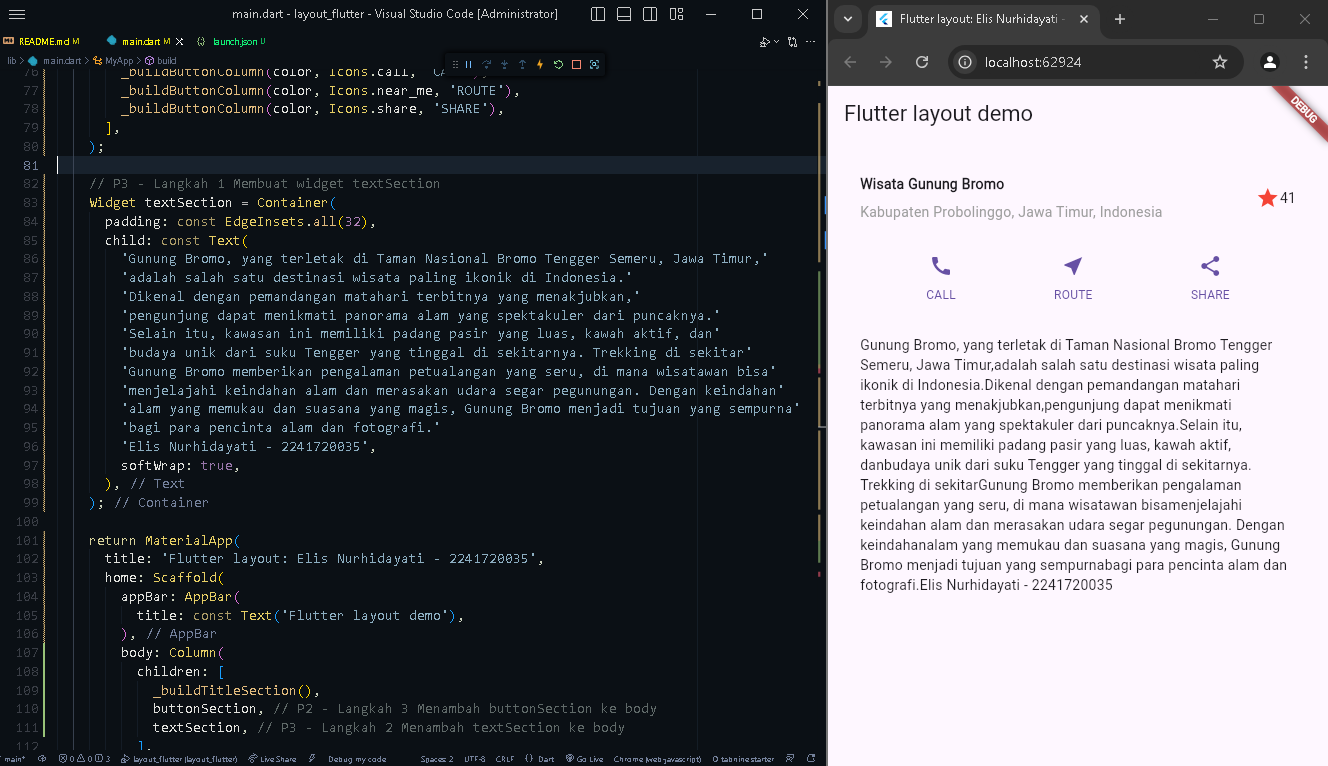 main.dart - layout_flutter - Visual Studio Code [Administrator]
README.md M
main.dart M
launch.json U
lib > main.dart > MyApp > build
76 _buildButtonColumn(color, Icons.call, 'CA
77 _buildButtonColumn(color, Icons.near_me, 'ROUTE'),
78 _buildButtonColumn(color, Icons.share, 'SHARE'),
79 ],
80 );
81
82 // P3 - Langkah 1 Membuat widget textSection
83 Widget textSection = Container(
84 padding: const EdgeInsets.all(32),
85 child: const Text(
86 'Gunung Bromo, yang terletak di Taman Nasional Bromo Tengger Semeru, Jawa Timur,'
87 'adalah salah satu destinasi wisata paling ikonik di Indonesia.'
88 'Dikenal dengan pemandangan matahari terbitnya yang menakjubkan,'
89 'pengunjung dapat menikmati panorama alam yang spektakuler dari puncaknya.'
90 'Selain itu, kawasan ini memiliki padang pasir yang luas, kawah aktif, dan'
91 'budaya unik dari suku Tengger yang tinggal di sekitarnya. Trekking di sekitar'
92 'Gunung Bromo memberikan pengalaman petualangan yang seru, di mana wisatawan bisa'
93 'menjelajahi keindahan alam dan merasakan udara segar pegunungan. Dengan keindahan'
94 'alam yang memukau dan suasana yang magis, Gunung Bromo menjadi tujuan yang sempurna'
95 'bagi para pencinta alam dan fotografi.'
96 'Elis Nurhidayati - 2241720035',
97 softWrap: true,
98 ), // Text
99 ); // Container
100
101 return MaterialApp(
102 title: 'Flutter layout: Elis Nurhidayati - 2241720035',
103 home: Scaffold(
104 appBar: AppBar(
105 title: const Text('Flutter layout demo'),
106 ), // AppBar
107 body: Column(
108 children: [
109 _buildTitleSection(),
110 buttonSection, // P2 - Langkah 3 Menambah buttonSection ke body
111 textSection, // P3 - Langkah 2 Menambah textSection ke body
112 ],
main* 0 0 3 layout_flutter (layout_flutter) Live Share Debug my code Spaces: 2 UTF-8 CRLF {} Dart Go Live Chrome (web-javascript) tabnine starter
Flutter layout: Elis Nurhidayati -
localhost:62924
DEBUG
Flutter layout demo
Wisata Gunung Bromo
Kabupaten Probolinggo, Jawa Timur, Indonesia
41
CALL ROUTE SHARE
Gunung Bromo, yang terletak di Taman Nasional Bromo Tengger
Semeru, Jawa Timur,adalah salah satu destinasi wisata paling
ikonik di Indonesia.Dikenal dengan pemandangan matahari
terbitnya yang menakjubkan,pengunjung dapat menikmati
panorama alam yang spektakuler dari puncaknya.Selain itu,
kawasan ini memiliki padang pasir yang luas, kawah aktif,
danbudaya unik dari suku Tengger yang tinggal di sekitarnya.
Trekking di sekitarGunung Bromo memberikan pengalaman
petualangan yang seru, di mana wisatawan bisamenjelajahi
keindahan alam dan merasakan udara segar pegunungan. Dengan
keindahanalam yang memukau dan suasana yang magis, Gunung
Bromo menjadi tujuan yang sempurnabagi para pencinta alam dan
fotografi.Elis Nurhidayati - 2241720035